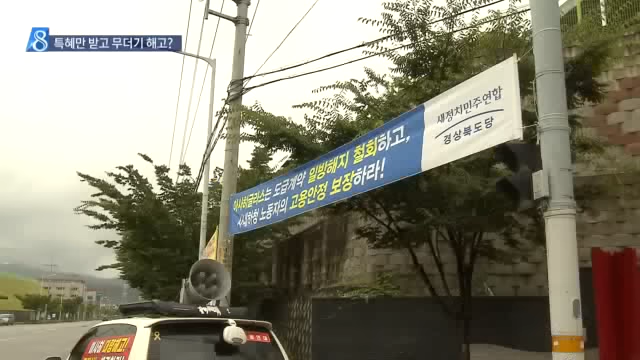 8 특혜만 받고 무더기 해고?
아사히글라스는 도급계약 일방해지 철회하고,
사내하청 노동자의 고용안정 보장하라!
새정치민주연합
경상북도당